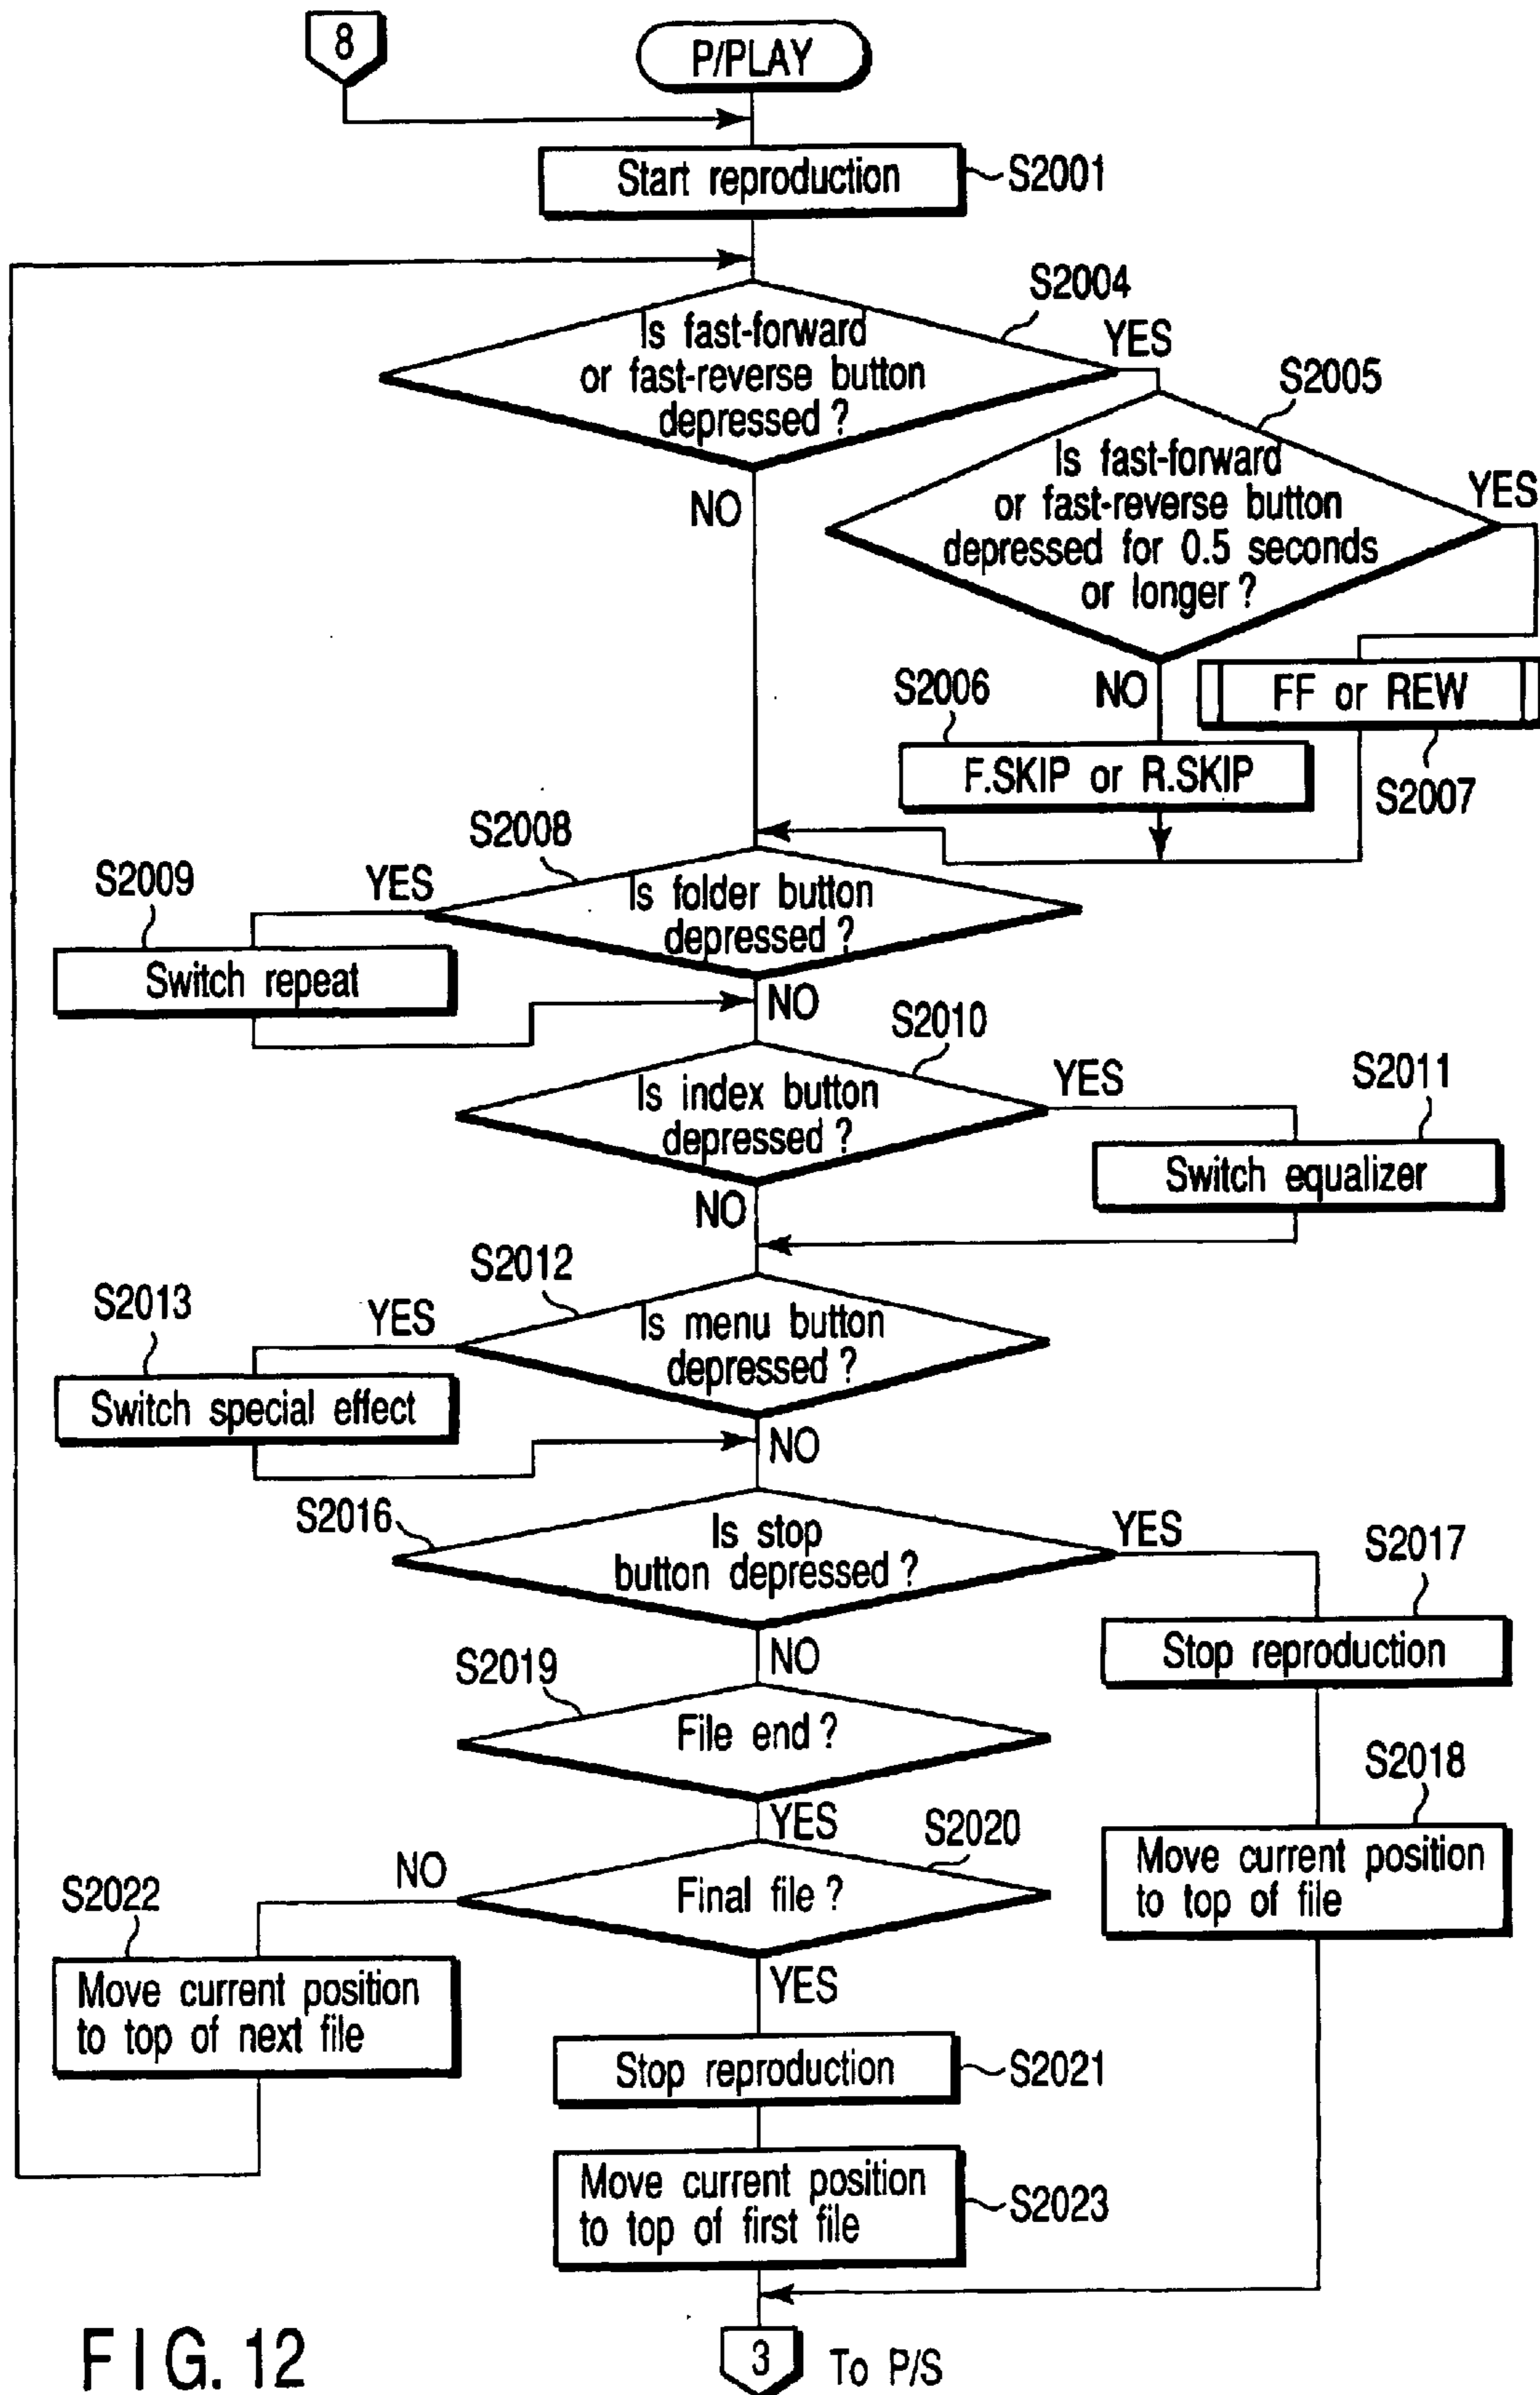 8
P/PLAY
Start reproduction
S2001
S2004
Is fast-forward
or fast-reverse button
depressed ?
YES
NO
S2005
Is fast-forward
or fast-reverse button
depressed for 0.5 seconds
or longer ?
YES
NO
S2006
F.SKIP or R.SKIP
FF or REW
S2007
S2008
Is folder button
depressed ?
YES
NO
S2009
Switch repeat
S2010
Is index button
depressed ?
YES
NO
S2011
Switch equalizer
S2012
Is menu button
depressed ?
YES
NO
S2013
Switch special effect
S2016
Is stop
button depressed ?
YES
NO
S2017
Stop reproduction
S2018
Move current position
to top of file
S2019
File end ?
YES
S2020
Final file ?
NO
YES
S2022
Move current position
to top of next file
Stop reproduction
S2021
Move current position
to top of first file
S2023
3
To P/S
FIG. 12